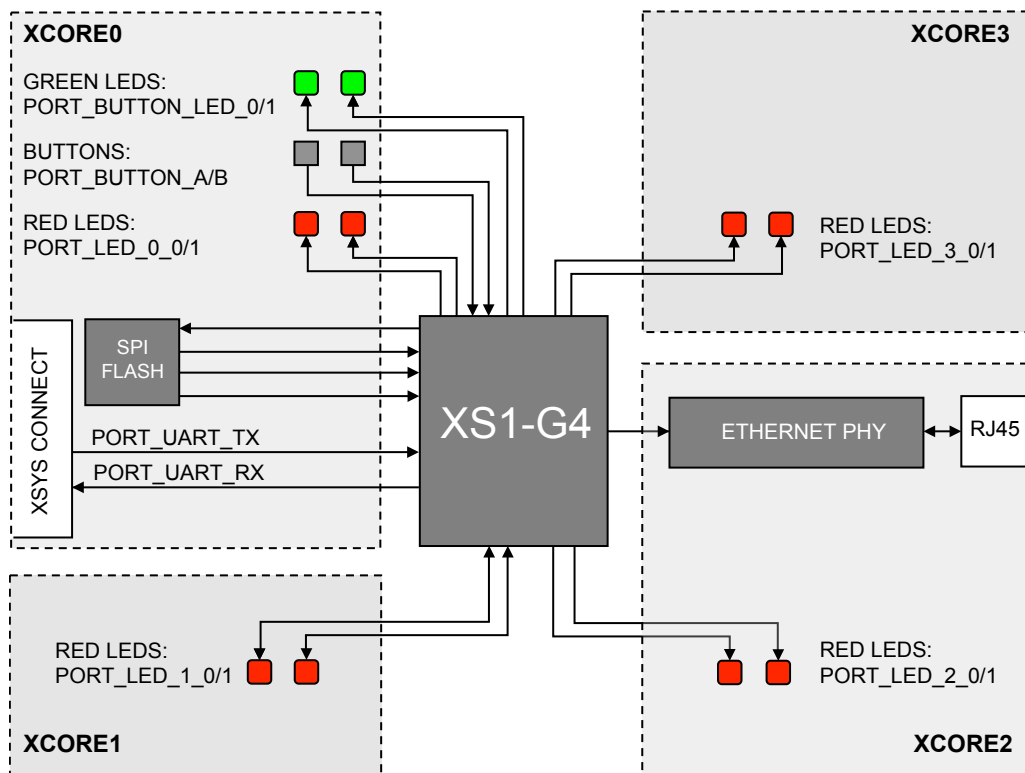 XCORE0
GREEN LEDS:
PORT_BUTTON_LED_0/1
BUTTONS:
PORT_BUTTON_A/B
RED LEDS:
PORT_LED_0_0/1
XSYS CONNECT
SPI
FLASH
PORT_UART_TX
PORT_UART_RX
XS1-G4
XCORE3
RED LEDS:
PORT_LED_3_0/1
ETHERNET PHY
RJ45
RED LEDS:
PORT_LED_1_0/1
XCORE1
RED LEDS:
PORT_LED_2_0/1
XCORE2